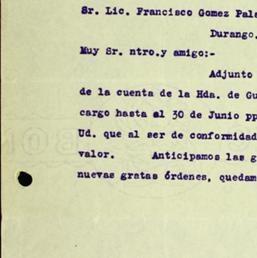 Sr. Lic. Francisco Gomez Pala
Durango.
Muy Sr. ntro.y amigo:-
Adjunto
de la cuenta de la Hda. de Gu
cargo hasta el 30 de Junio pp
Ud. que al ser de conformidad
valor. Anticipamos las g
nuevas gratas órdenes, quedam